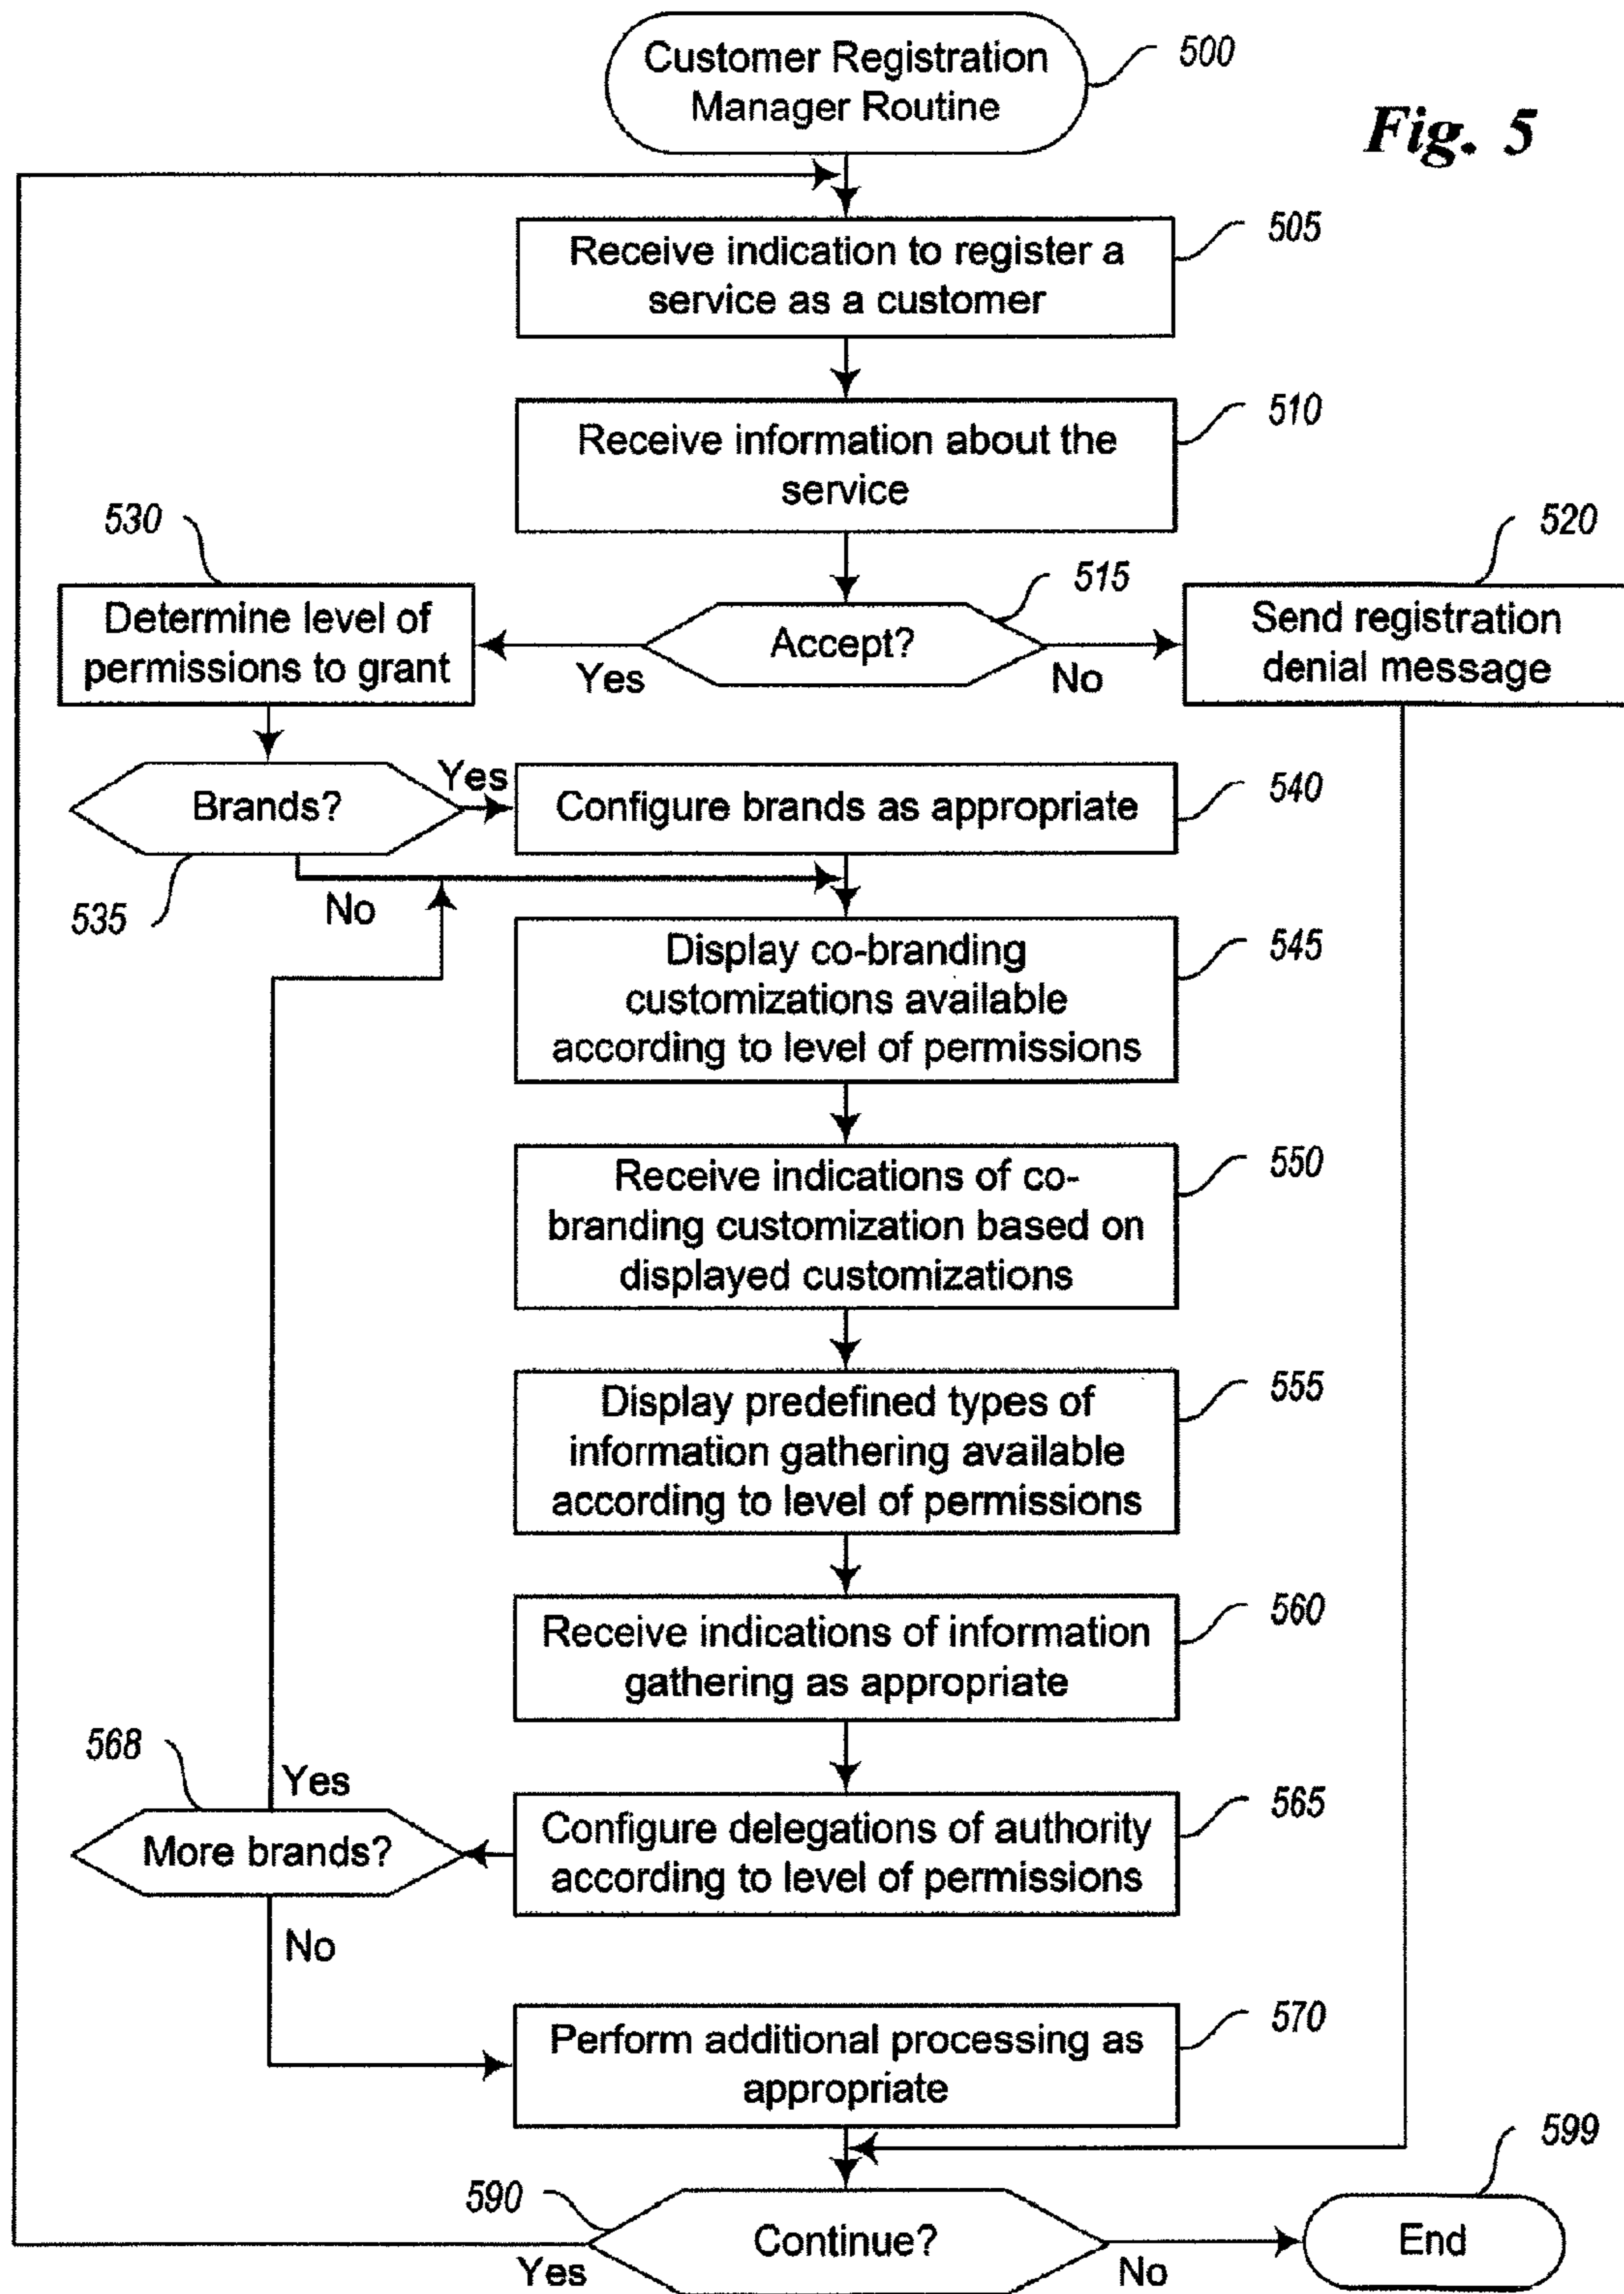 Customer Registration
Manager Routine
500
Fig. 5
505
Receive indication to register a
service as a customer
510
Receive information about the
service
530
520
515
Determine level of
permissions to grant
Accept?
Send registration
denial message
Yes
No
Yes
Brands?
Configure brands as appropriate
540
535
No
545
Display co-branding
customizations available
according to level of permissions
550
Receive indications of co-
branding customization based on
displayed customizations
555
Display predefined types of
information gathering available
according to level of permissions
560
Receive indications of information
gathering as appropriate
568
Yes
565
More brands?
Configure delegations of authority
according to level of permissions
No
570
Perform additional processing as
appropriate
599
590
Continue?
End
Yes
No